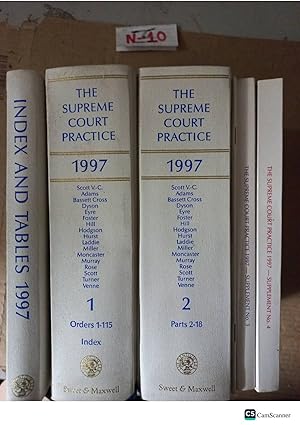 N-10
INDEX AND TABLES 1997
THE
SUPREME
COURT
PRACTICE
1997
Scott V.-C.
Adams
Bassett Cross
Dyson
Eyre
Foster
Hill
Hodgson
Hurst
Laddie
Miller
Moncaster
Murray
Rose
Scott
Turner
Venne
1
Orders 1-115
Index
Sweet & Maxwell
THE
SUPREME
COURT
PRACTICE
1997
Scott V.-C.
Adams
Bassett Cross
Dyson
Eyre
Foster
Hill
Hodgson
Hurst
Laddie
Miller
Moncaster
Murray
Rose
Scott
Turner
Venne
2
Parts 2-18
Sweet & Maxwell
THE SUPREME COURT PRACTICE 1997 — SUPPLEMENT No. 3
THE SUPREME COURT PRACTICE 1997 — SUPPLEMENT No. 4
CS CamScanner